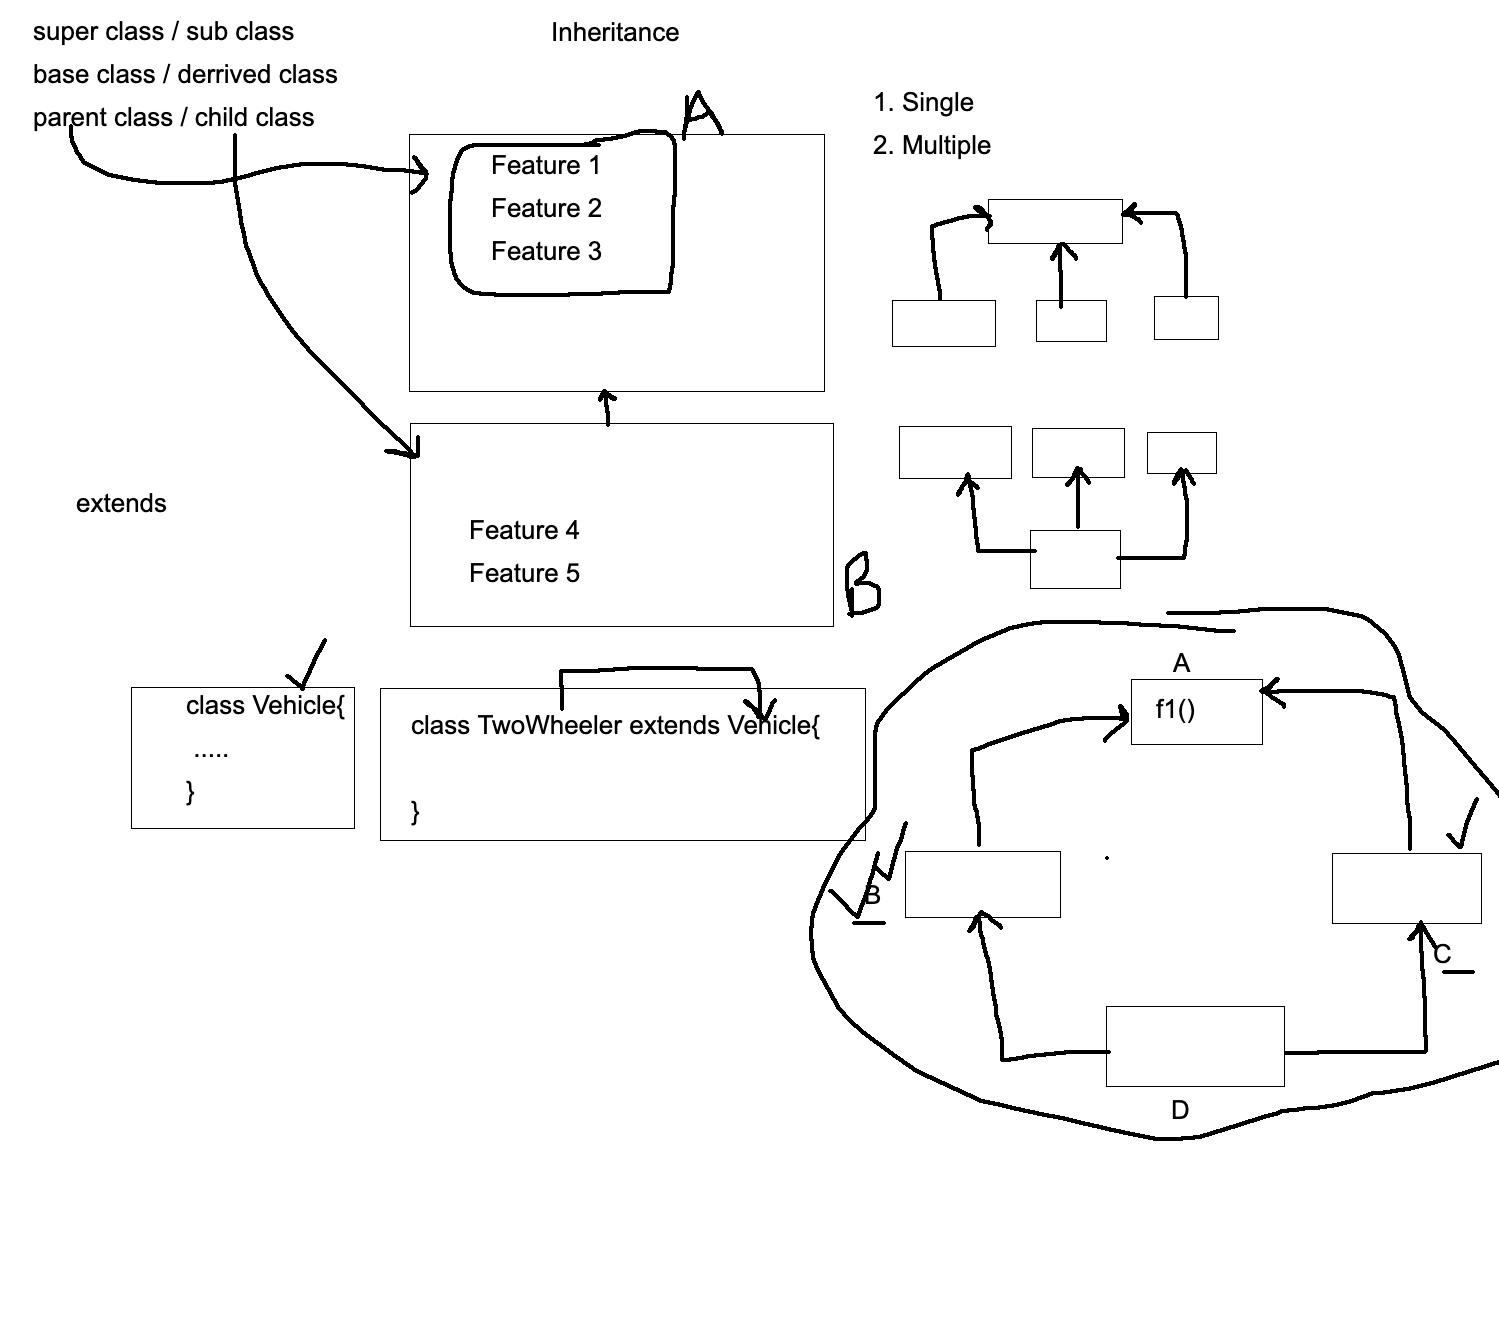 super class / sub class
base class / derrived class
parent class / child class
Inheritance
A
Feature 1
Feature 2
Feature 3
Feature 4
Feature 5
B
extends
class Vehicle{
.....
}
class TwoWheeler extends Vehicle{
}
1. Single
2. Multiple
A
f1()
B
C
D